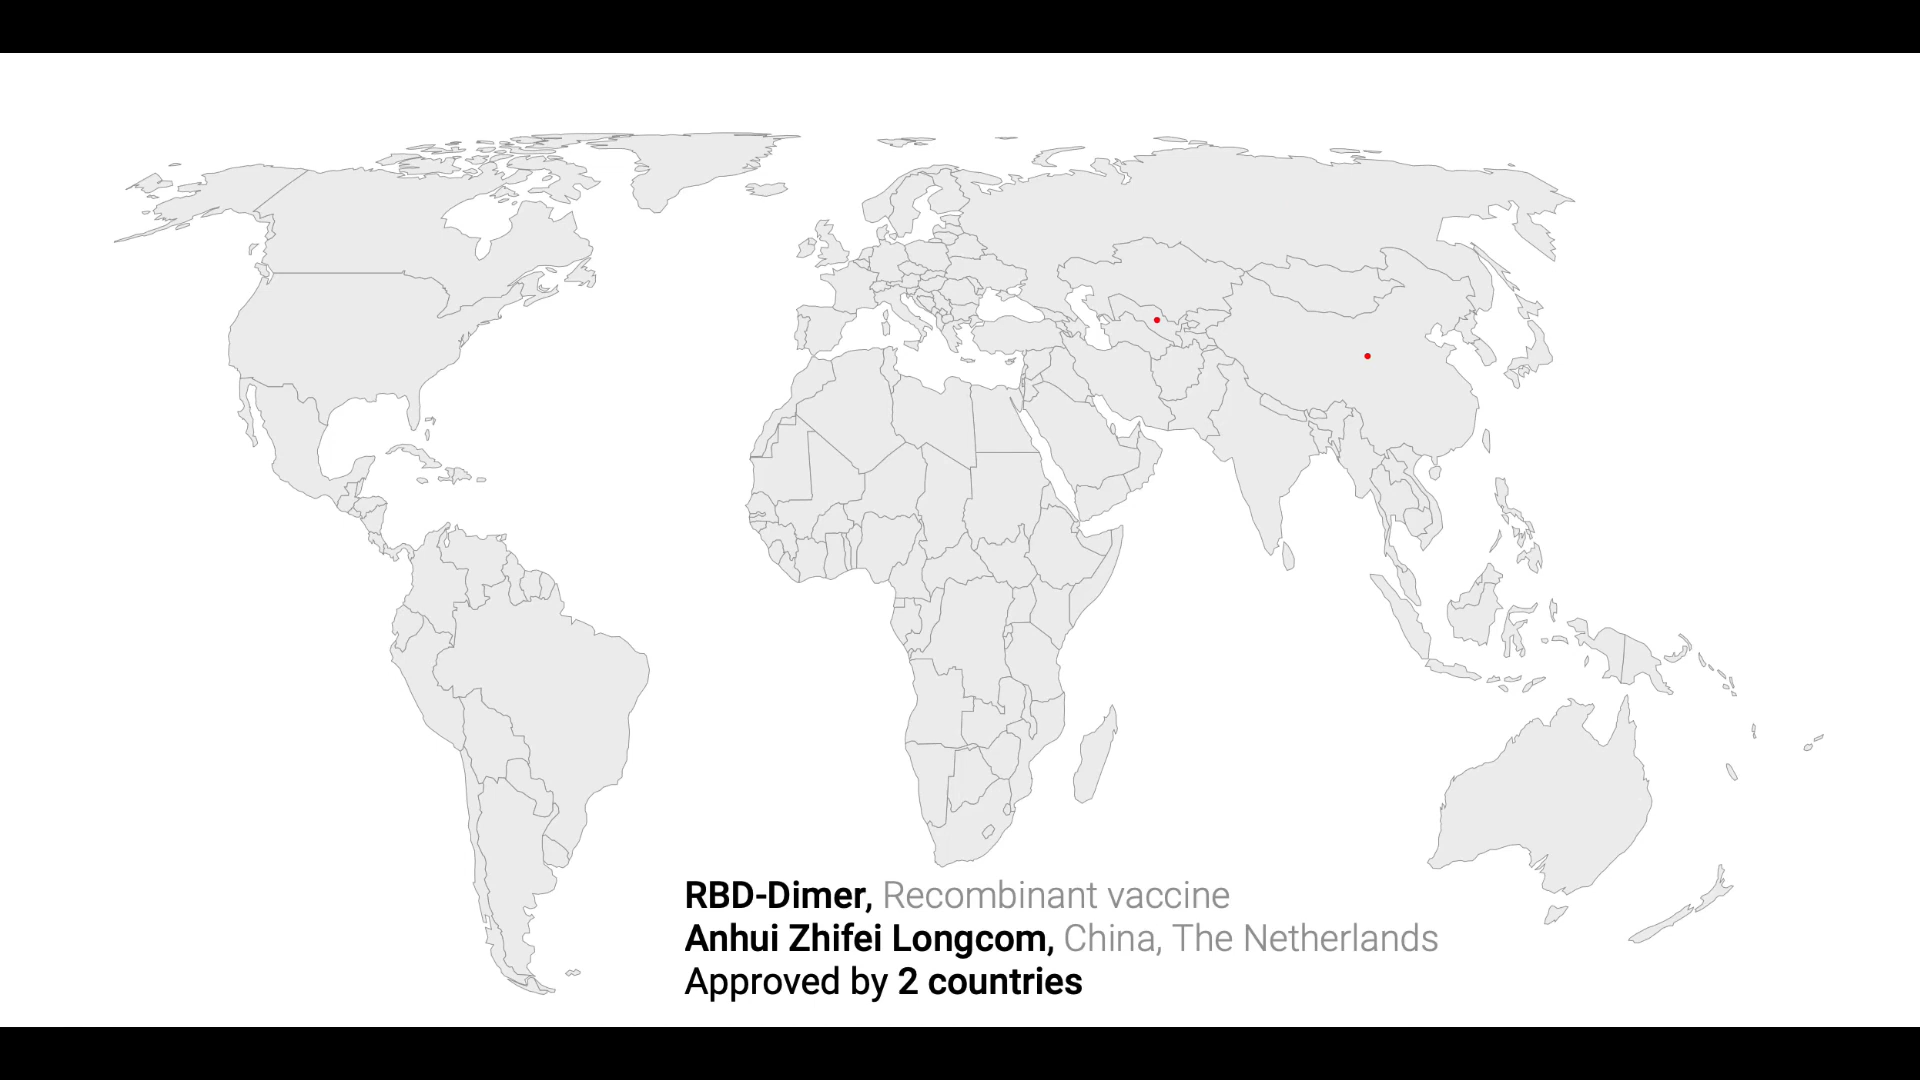 RBD-Dimer, Recombinant vaccine
Anhui Zhifei Longcom, China, The Netherlands
Approved by 2 countries